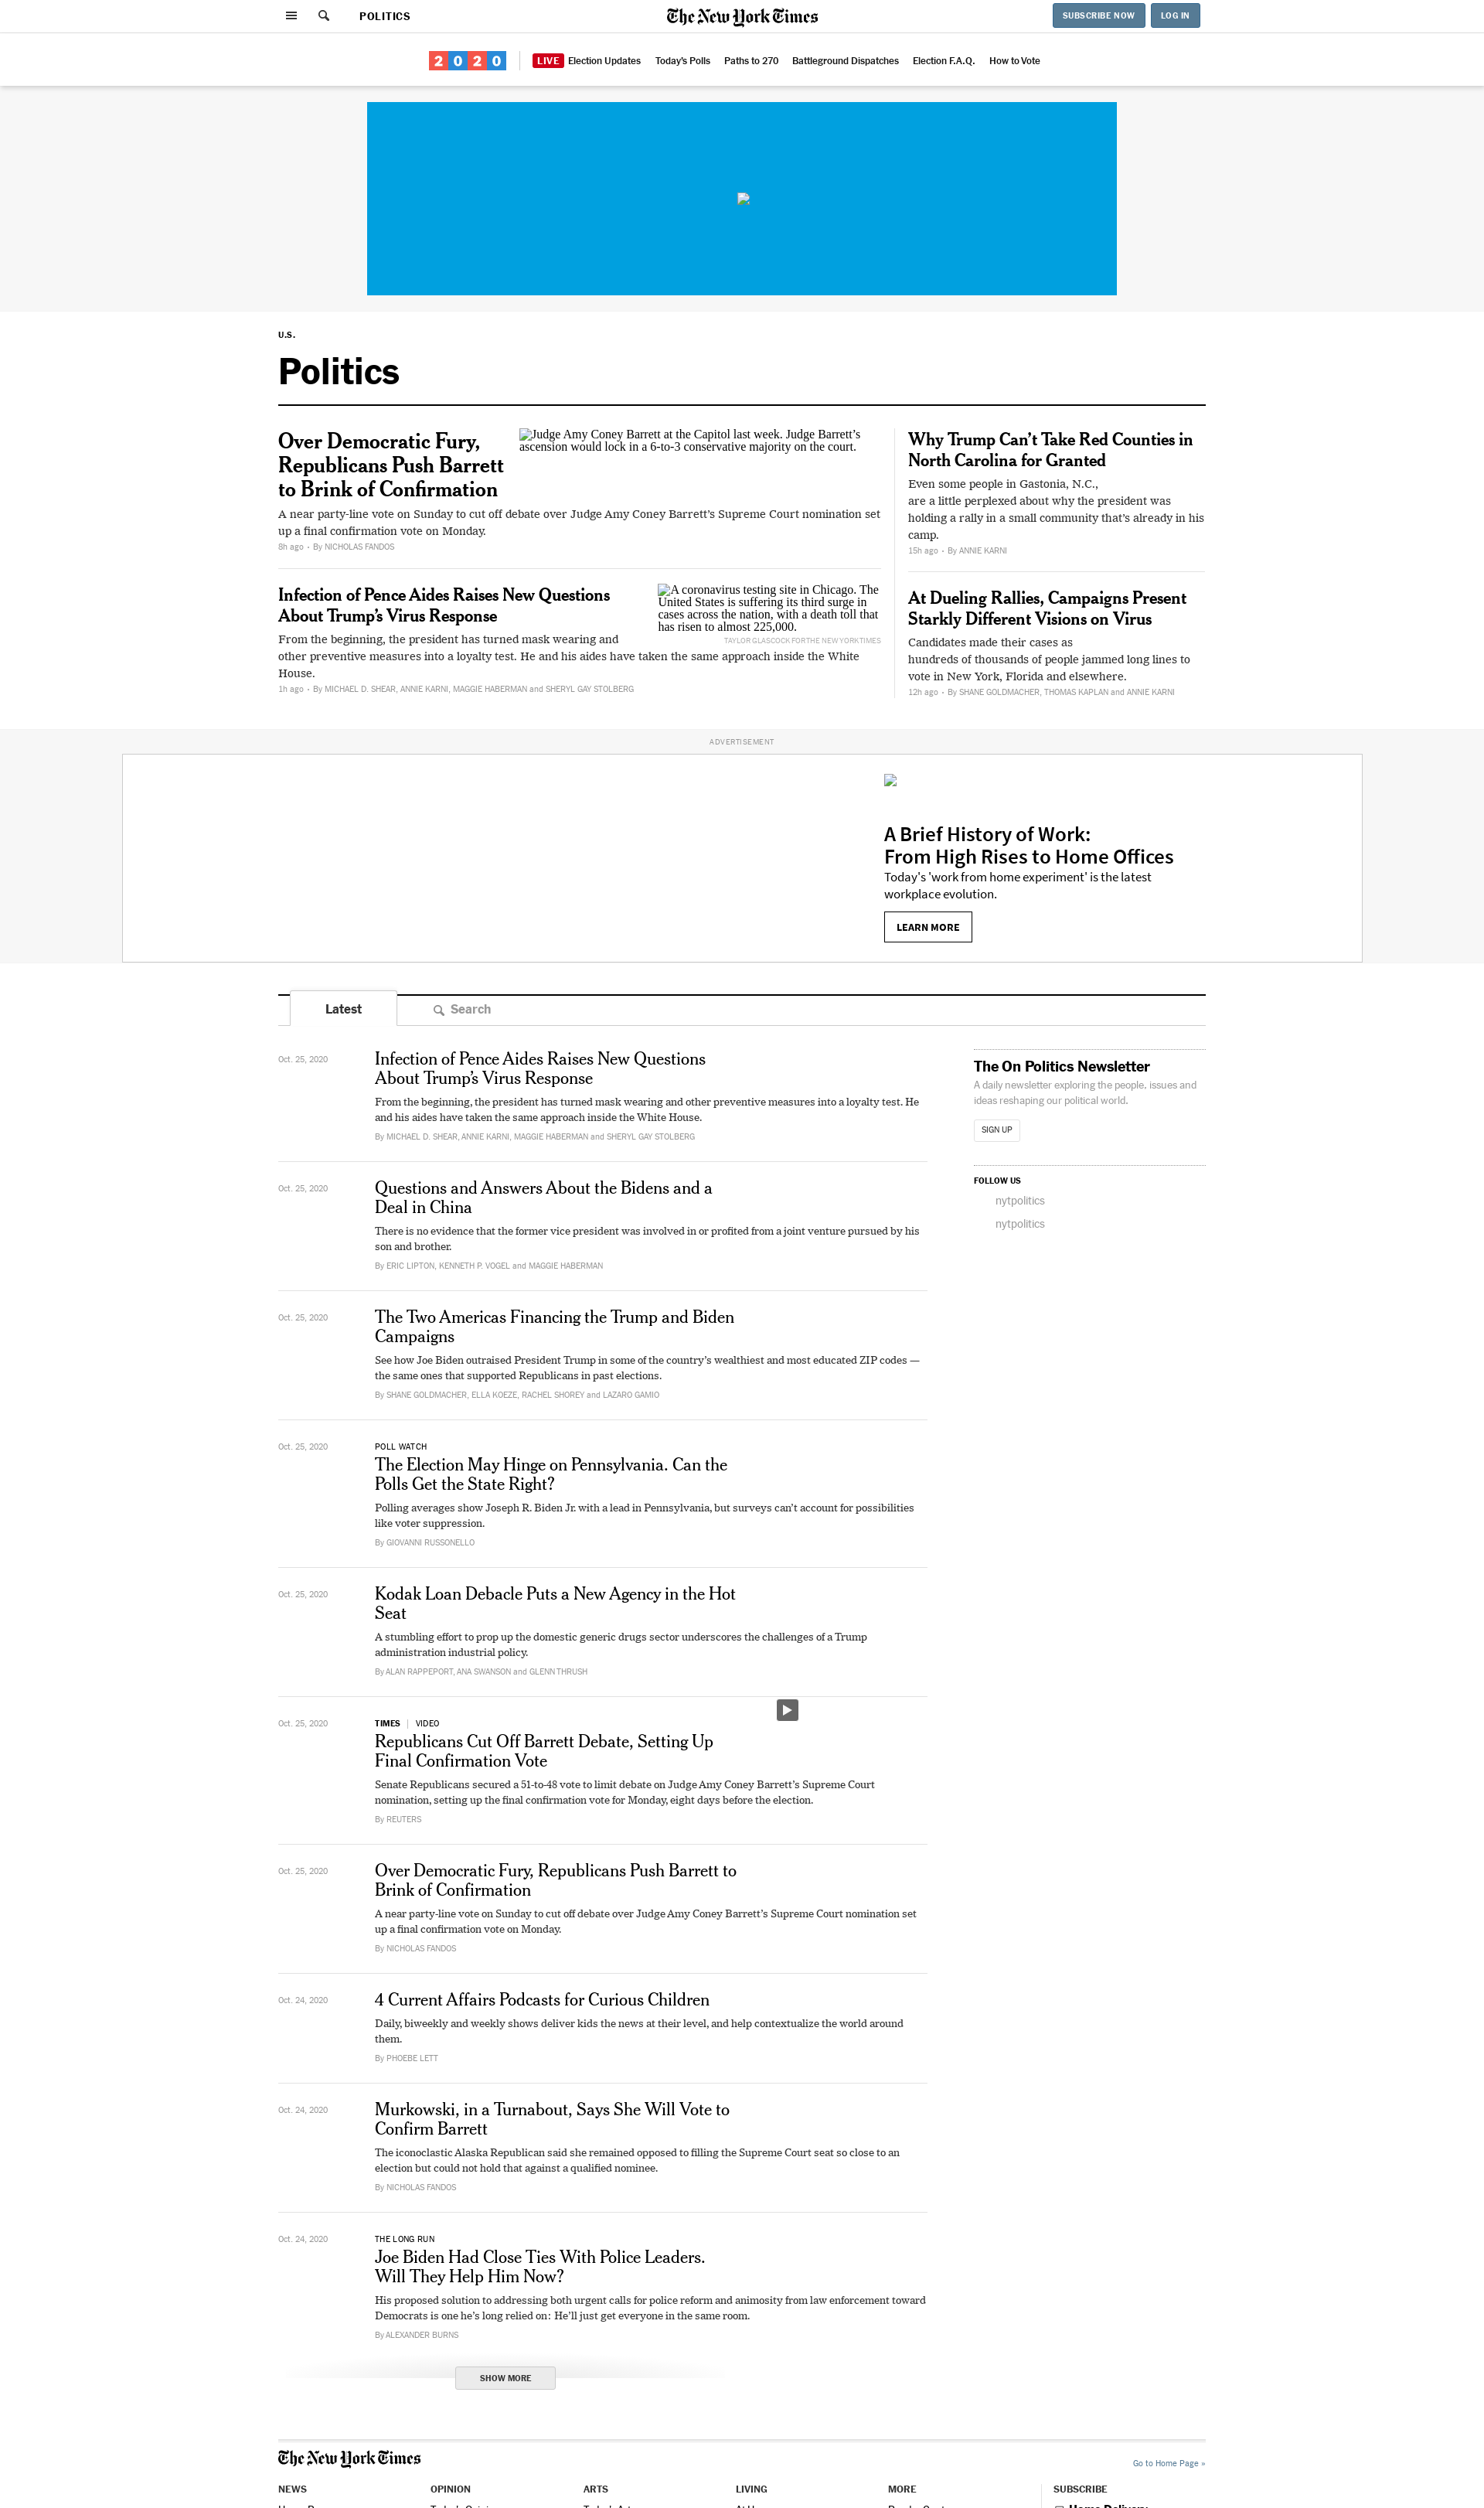 POLITICS
The New York Times
SUBSCRIBE NOW
LOG IN
2020
LIVE Election Updates
Today's Polls
Paths to 270
Battleground Dispatches
Election F.A.Q.
How to Vote
U.S.
Politics
Over Democratic Fury,
Republicans Push Barrett
to Brink of Confirmation
Judge Amy Coney Barrett at the Capitol last week. Judge Barrett’s
ascension would lock in a 6-to-3 conservative majority on the court.
A near party-line vote on Sunday to cut off debate over Judge Amy Coney Barrett’s Supreme Court nomination set
up a final confirmation vote on Monday.
8h ago • By NICHOLAS FANDOS
Infection of Pence Aides Raises New Questions
About Trump’s Virus Response
A coronavirus testing site in Chicago. The
United States is suffering its third surge in
cases across the nation, with a death toll that
has risen to almost 225,000.
TAYLOR GLASCOCK FOR THE NEW YORK TIMES
From the beginning, the president has turned mask wearing and
other preventive measures into a loyalty test. He and his aides have taken the same approach inside the White
House.
1h ago • By MICHAEL D. SHEAR, ANNIE KARNI, MAGGIE HABERMAN and SHERYL GAY STOLBERG
Why Trump Can’t Take Red Counties in
North Carolina for Granted
Even some people in Gastonia, N.C.,
are a little perplexed about why the president was
holding a rally in a small community that’s already in his
camp.
15h ago • By ANNIE KARNI
At Dueling Rallies, Campaigns Present
Starkly Different Visions on Virus
Candidates made their cases as
hundreds of thousands of people jammed long lines to
vote in New York, Florida and elsewhere.
12h ago • By SHANE GOLDMACHER, THOMAS KAPLAN and ANNIE KARNI
ADVERTISEMENT
A Brief History of Work:
From High Rises to Home Offices
Today's 'work from home experiment' is the latest
workplace evolution.
LEARN MORE
Latest
Search
Oct. 25, 2020
Infection of Pence Aides Raises New Questions
About Trump’s Virus Response
From the beginning, the president has turned mask wearing and other preventive measures into a loyalty test. He
and his aides have taken the same approach inside the White House.
By MICHAEL D. SHEAR, ANNIE KARNI, MAGGIE HABERMAN and SHERYL GAY STOLBERG
Oct. 25, 2020
Questions and Answers About the Bidens and a
Deal in China
There is no evidence that the former vice president was involved in or profited from a joint venture pursued by his
son and brother.
By ERIC LIPTON, KENNETH P. VOGEL and MAGGIE HABERMAN
Oct. 25, 2020
The Two Americas Financing the Trump and Biden
Campaigns
See how Joe Biden outraised President Trump in some of the country’s wealthiest and most educated ZIP codes —
the same ones that supported Republicans in past elections.
By SHANE GOLDMACHER, ELLA KOEZE, RACHEL SHOREY and LAZARO GAMIO
Oct. 25, 2020
POLL WATCH
The Election May Hinge on Pennsylvania. Can the
Polls Get the State Right?
Polling averages show Joseph R. Biden Jr. with a lead in Pennsylvania, but surveys can’t account for possibilities
like voter suppression.
By GIOVANNI RUSSONELLO
Oct. 25, 2020
Kodak Loan Debacle Puts a New Agency in the Hot
Seat
A stumbling effort to prop up the domestic generic drugs sector underscores the challenges of a Trump
administration industrial policy.
By ALAN RAPPEPORT, ANA SWANSON and GLENN THRUSH
Oct. 25, 2020
TIMES | VIDEO
Republicans Cut Off Barrett Debate, Setting Up
Final Confirmation Vote
Senate Republicans secured a 51-to-48 vote to limit debate on Judge Amy Coney Barrett’s Supreme Court
nomination, setting up the final confirmation vote for Monday, eight days before the election.
By REUTERS
Oct. 25, 2020
Over Democratic Fury, Republicans Push Barrett to
Brink of Confirmation
A near party-line vote on Sunday to cut off debate over Judge Amy Coney Barrett’s Supreme Court nomination set
up a final confirmation vote on Monday.
By NICHOLAS FANDOS
Oct. 24, 2020
4 Current Affairs Podcasts for Curious Children
Daily, biweekly and weekly shows deliver kids the news at their level, and help contextualize the world around
them.
By PHOEBE LETT
Oct. 24, 2020
Murkowski, in a Turnabout, Says She Will Vote to
Confirm Barrett
The iconoclastic Alaska Republican said she remained opposed to filling the Supreme Court seat so close to an
election but could not hold that against a qualified nominee.
By NICHOLAS FANDOS
Oct. 24, 2020
THE LONG RUN
Joe Biden Had Close Ties With Police Leaders.
Will They Help Him Now?
His proposed solution to addressing both urgent calls for police reform and animosity from law enforcement toward
Democrats is one he’s long relied on: He’ll just get everyone in the same room.
By ALEXANDER BURNS
SHOW MORE
The On Politics Newsletter
A daily newsletter exploring the people, issues and
ideas reshaping our political world.
SIGN UP
FOLLOW US
nytpolitics
nytpolitics
The New York Times
Go to Home Page »
NEWS
OPINION
ARTS
LIVING
MORE
SUBSCRIBE